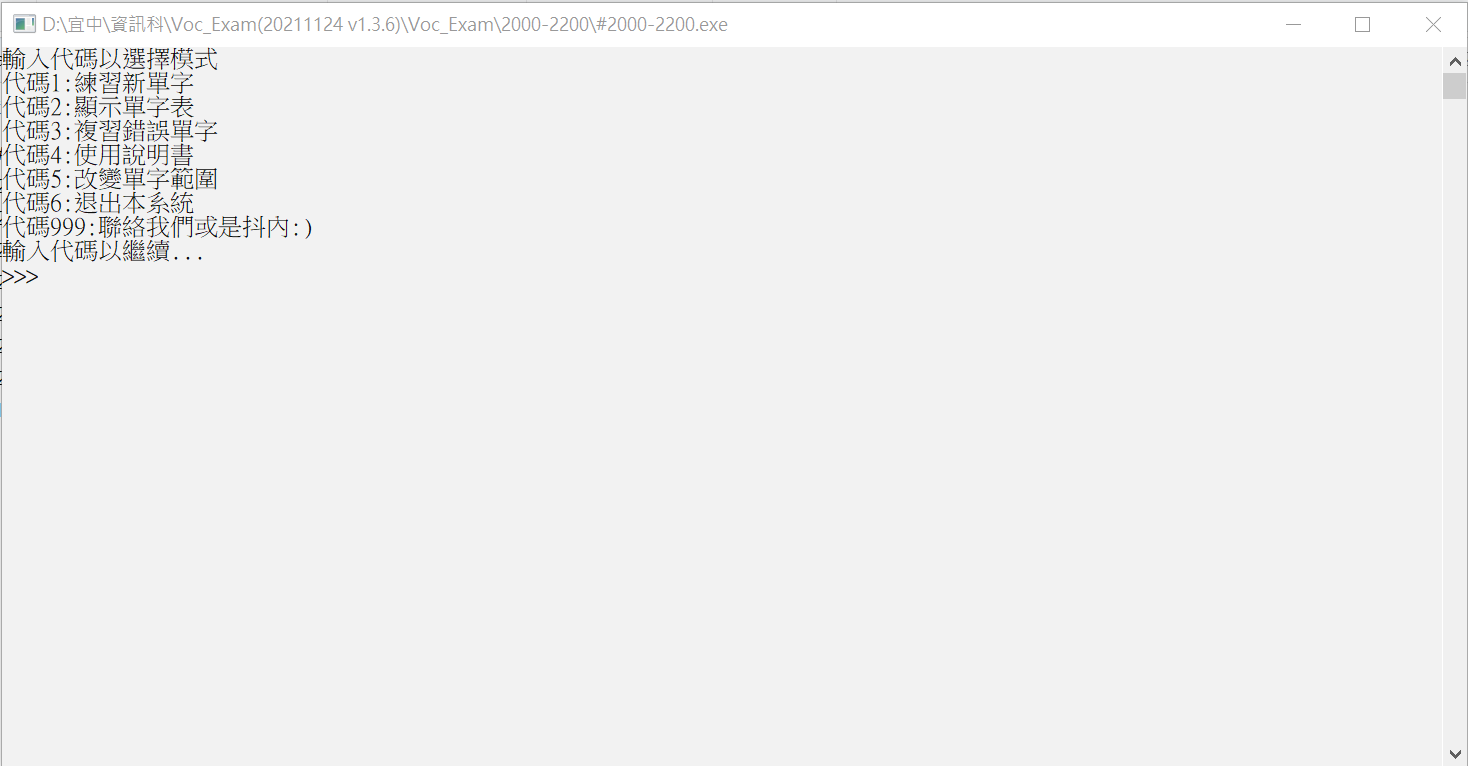 D:\宜中\資訊科\Voc_Exam(20211124 v1.3.6)\Voc_Exam\2000-2200\#2000-2200.exe
輸入代碼以選擇模式
代碼1:練習新單字
代碼2:顯示單字表
代碼3:複習錯誤單字
代碼4:使用說明書
代碼5:改變單字範圍
代碼6:退出本系統
代碼999:聯絡我們或是抖內:)
輸入代碼以繼續...
>>>